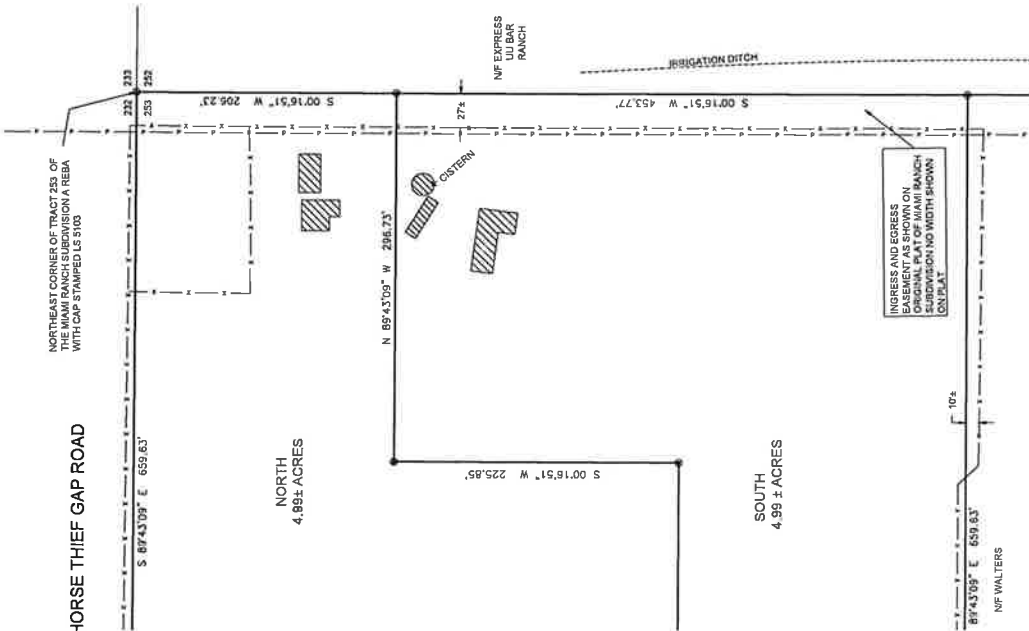 NORTHEAST CORNER OF TRACT 253 OF
THE MIAMI RANCH SUBDIVISION A REBA
WITH CAP STAMPED LS 5103
232 233
253 252
HORSE THIEF GAP ROAD
S 89'43'09" E 659.63'
S 00'16'51" W 206.23'
N/F EXPRESS
UU BAR
RANCH
27'±
IRRIGATION DITCH
S 00'16'51" W 453.77'
CISTERN
N 89'43'09" W 296.73'
NORTH
4.99± ACRES
S 00'16'51" W 225.85'
SOUTH
4.99 ± ACRES
INGRESS AND EGRESS
EASEMENT AS SHOWN ON
ORIGINAL PLAT OF MIAMI RANCH
SUBDIVISION NO WIDTH SHOWN
ON PLAT
10'±
89'43'09" E 659.63'
N/F WALTERS